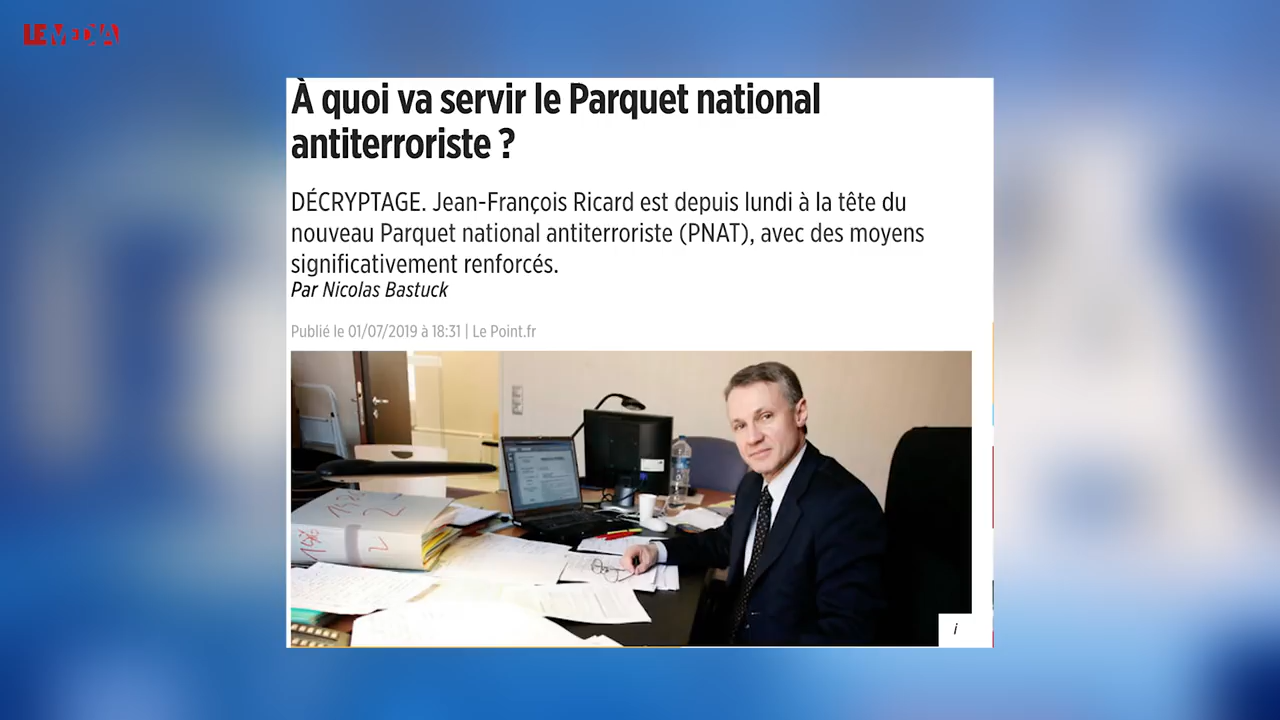 LE MEDIA
À quoi va servir le Parquet national
antiterroriste ?
DÉCRYPTAGE. Jean-François Ricard est depuis lundi à la tête du
nouveau Parquet national antiterroriste (PNAT), avec des moyens
significativement renforcés.
Par Nicolas Bastuck
Publié le 01/07/2019 à 18:31 | Le Point.fr
i